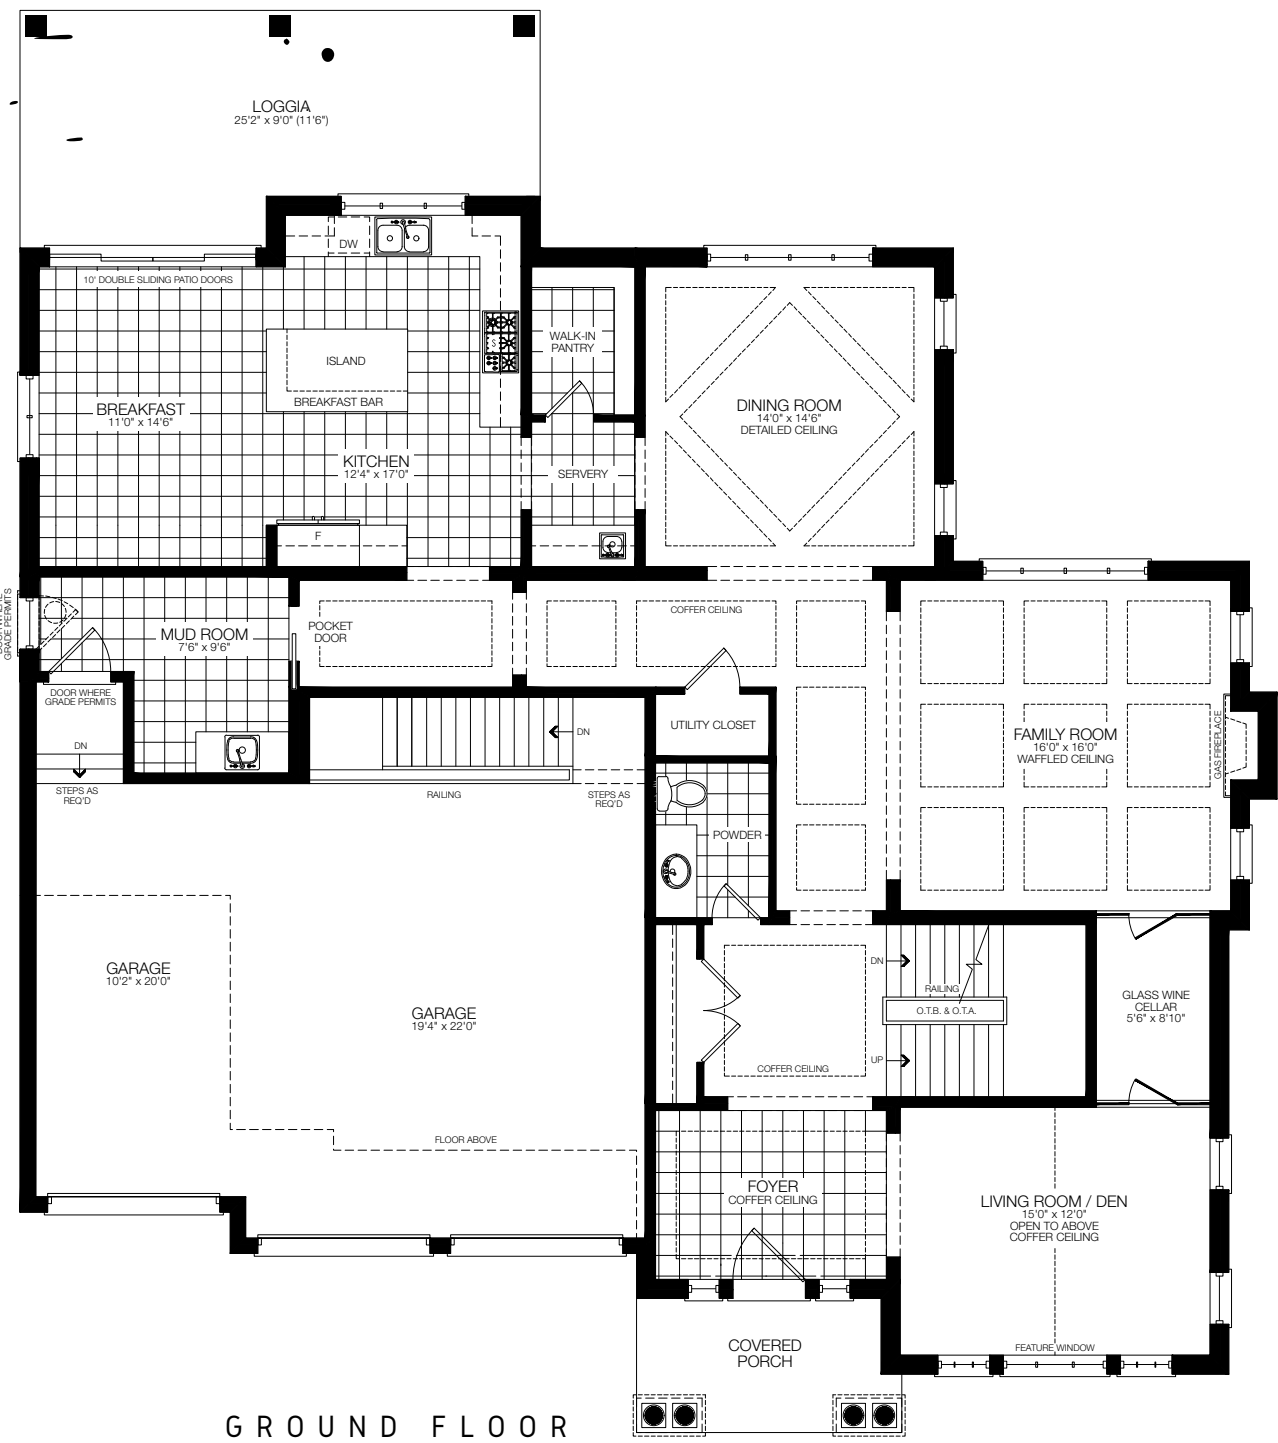 LOGGIA
25'2" x 9'0" (11'6")
DW
10' DOUBLE SLIDING PATIO DOORS
S
WALK-IN
PANTRY
ISLAND
BREAKFAST BAR
BREAKFAST
11'0" x 14'6"
DINING ROOM
14'0" x 14'6"
DETAILED CEILING
KITCHEN
12'4" x 17'0"
SERVERY
F
GRADE PERMITS
COFFER CEILING
POCKET
DOOR
MUD ROOM
7'6" x 9'6"
DOOR WHERE
GRADE PERMITS
DN
STEPS AS
REQ'D
DN
RAILING
STEPS AS
REQ'D
UTILITY CLOSET
FAMILY ROOM
16'0" x 16'0"
WAFFLED CEILING
GAS FIREPLACE
POWDER
GARAGE
10'2" x 20'0"
GARAGE
19'4" x 22'0"
DN
RAILING
O.T.B. & O.T.A.
UP
COFFER CEILING
GLASS WINE
CELLAR
5'6" x 8'10"
FLOOR ABOVE
FOYER
COFFER CEILING
LIVING ROOM / DEN
15'0" x 12'0"
OPEN TO ABOVE
COFFER CEILING
FEATURE WINDOW
COVERED
PORCH
GROUND FLOOR